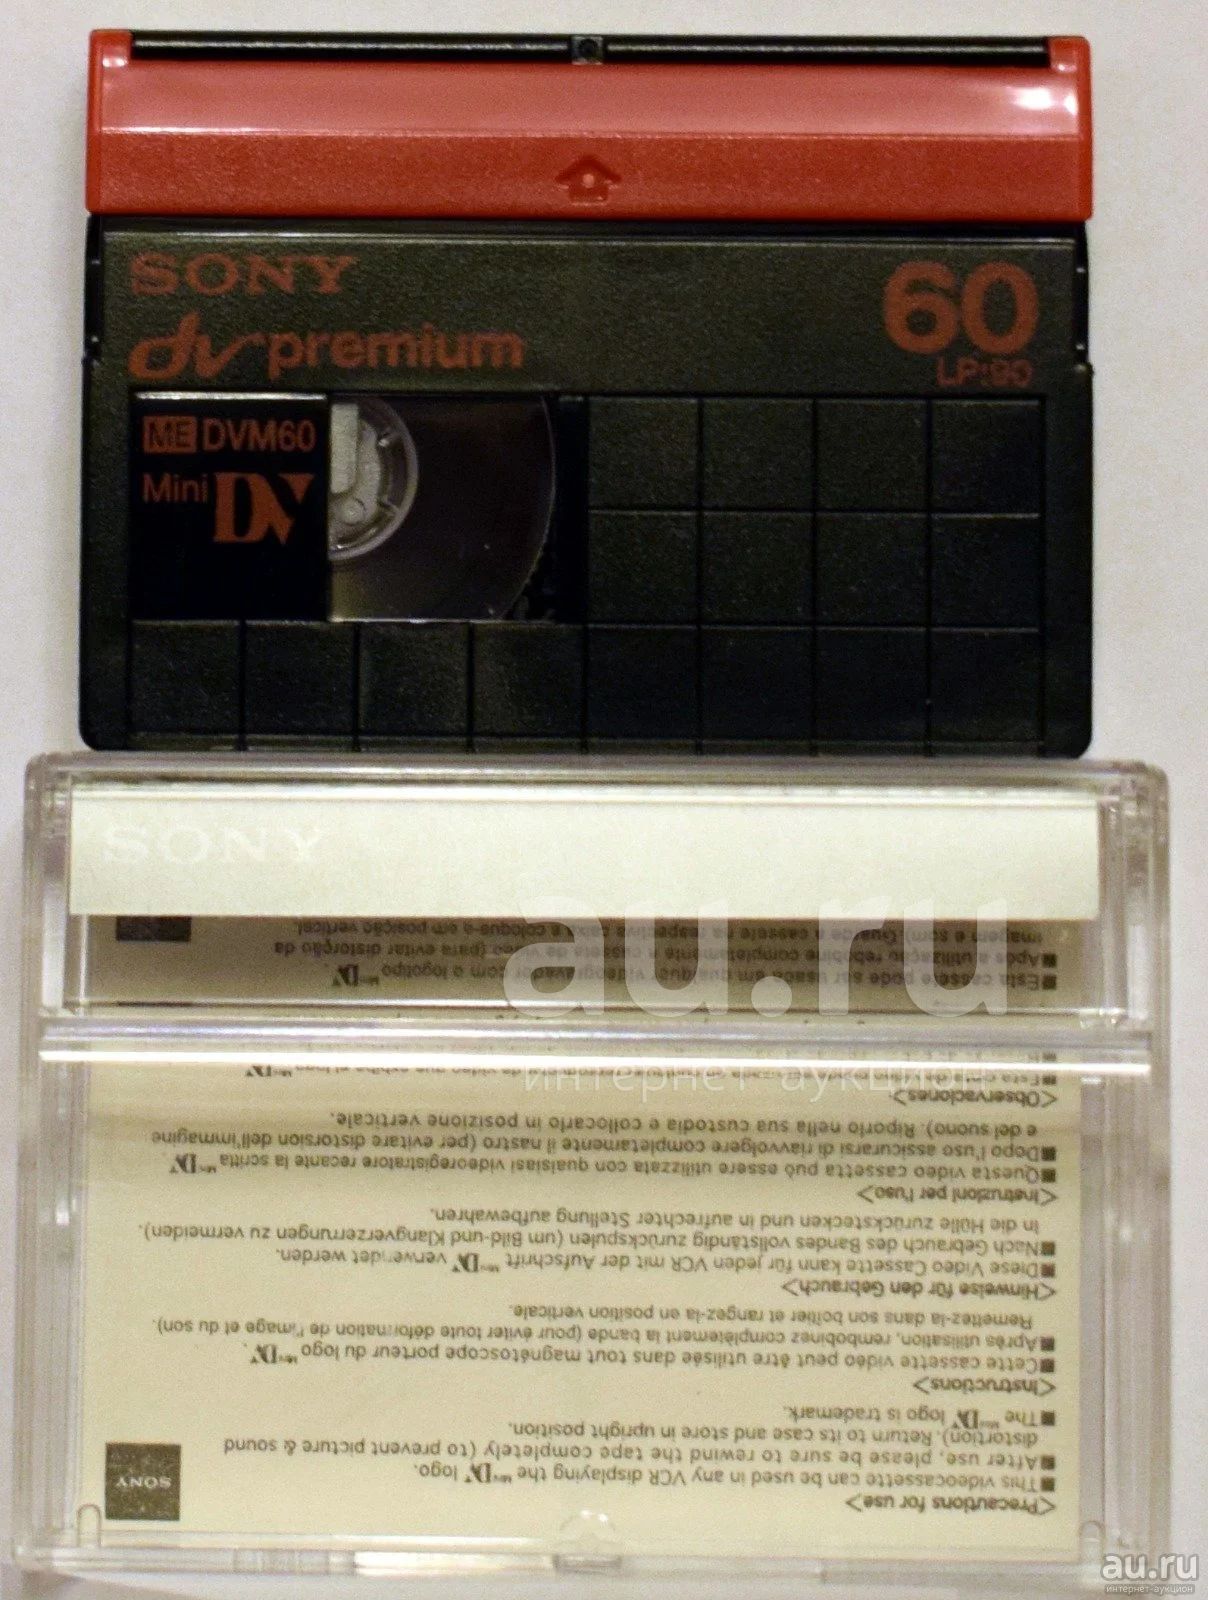 SONY
dv premium
60
LP:90
ME DVM60
Mini DV
SONY
au.ru
интернет-аукцион
SONY
<Precautions for use>
■This videocassette can be used in any VCR displaying the Mini DV logo.
■After use, please be sure to rewind the tape completely (to prevent picture & sound
distortion). Return to its case and store in upright position.
■The Mini DV logo is trademark.
<Instructions>
■Cette cassette vidéo peut être utilisée dans tout magnétoscope porteur du logo Mini DV.
■Après utilisation, rembobinez complètement la bande (pour éviter toute déformation de l'image et du son).
Remettez-la dans son boîtier et rangez-la en position verticale.
<Hinweise für den Gebrauch>
■Diese Video Cassette kann für jeden VCR mit der Aufschrift Mini DV verwendet werden.
■Nach Gebrauch des Bandes vollständig zurückspulen (um Bild-und Klangverzerrungen zu vermeiden).
in die Hülle zurückstecken und in aufrechter Stellung aufbewahren.
<Instruzioni per l'uso>
■Questa video cassetta può essere utilizzata con qualsiasi videoregistratore recante la scritta Mini DV.
■Dopo l'uso assicurarsi di riavvolgere completamente il nastro (per evitare distorsion dell'immagine
e del suono). Riporlo nella sua custodia e collocarlo in posizione verticale.
<Observaciones>
■Esta
■Esta cassete pode ser usada em qualquer videogravador com o logotipo Mini DV.
■Após a utilização rebobine completamente a cassete de vídeo (para evitar distorção da
imagem e som). Guarde a cassete na respectiva caixa e coloque-a em posição vertical.
au.ru
интернет-аукцион